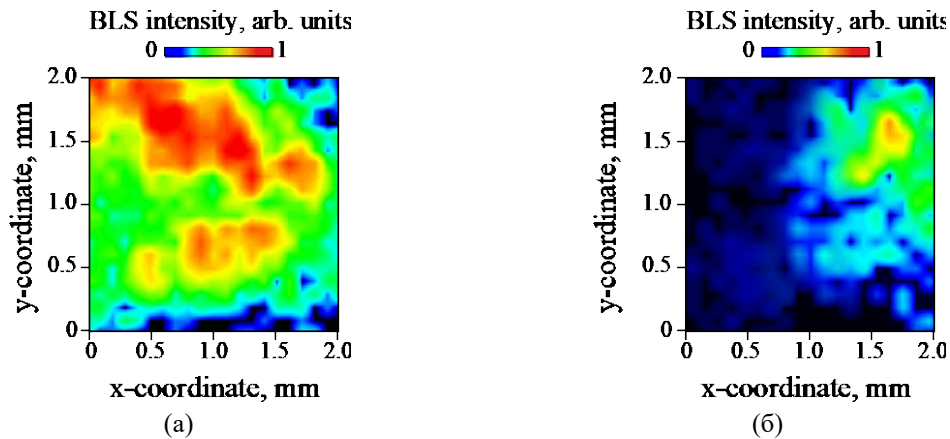 BLS intensity, arb. units
0 1
2.0
1.5
1.0
0.5
0
y-coordinate, mm
0 0.5 1.0 1.5 2.0
x-coordinate, mm
(а)
BLS intensity, arb. units
0 1
2.0
1.5
1.0
0.5
0
y-coordinate, mm
0 0.5 1.0 1.5 2.0
x-coordinate, mm
(б)